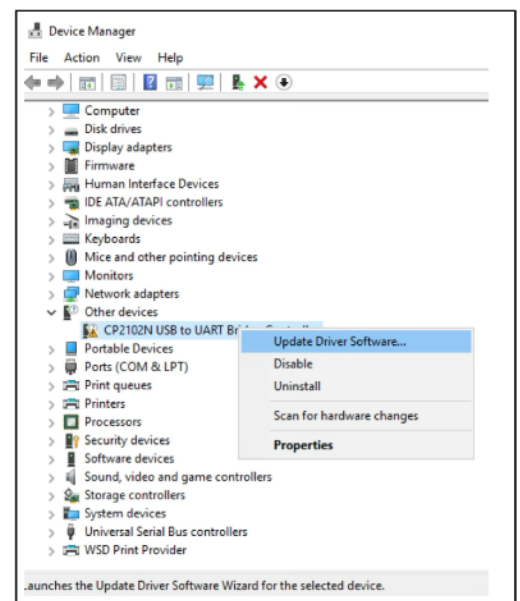 Device Manager
File Action View Help
Computer
Disk drives
Display adapters
Firmware
Human Interface Devices
IDE ATA/ATAPI controllers
Imaging devices
Keyboards
Mice and other pointing devices
Monitors
Network adapters
Other devices
CP2102N USB to UART
Update Driver Software...
Portable Devices
Disable
Ports (COM & LPT)
Uninstall
Print queues
Printers
Scan for hardware changes
Processors
Security devices
Properties
Software devices
Sound, video and game controllers
Storage controllers
System devices
Universal Serial Bus controllers
WSD Print Provider
aunches the Update Driver Software Wizard for the selected device.